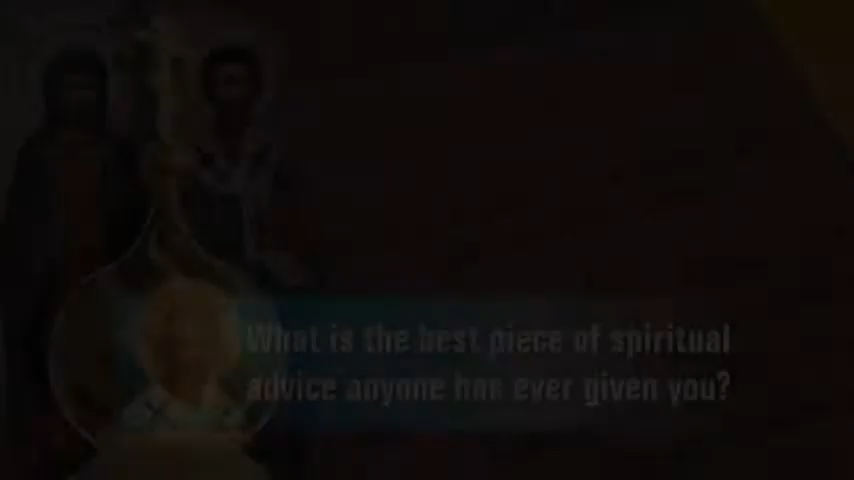 What is the best piece of spiritual
advice anyone has ever given you?